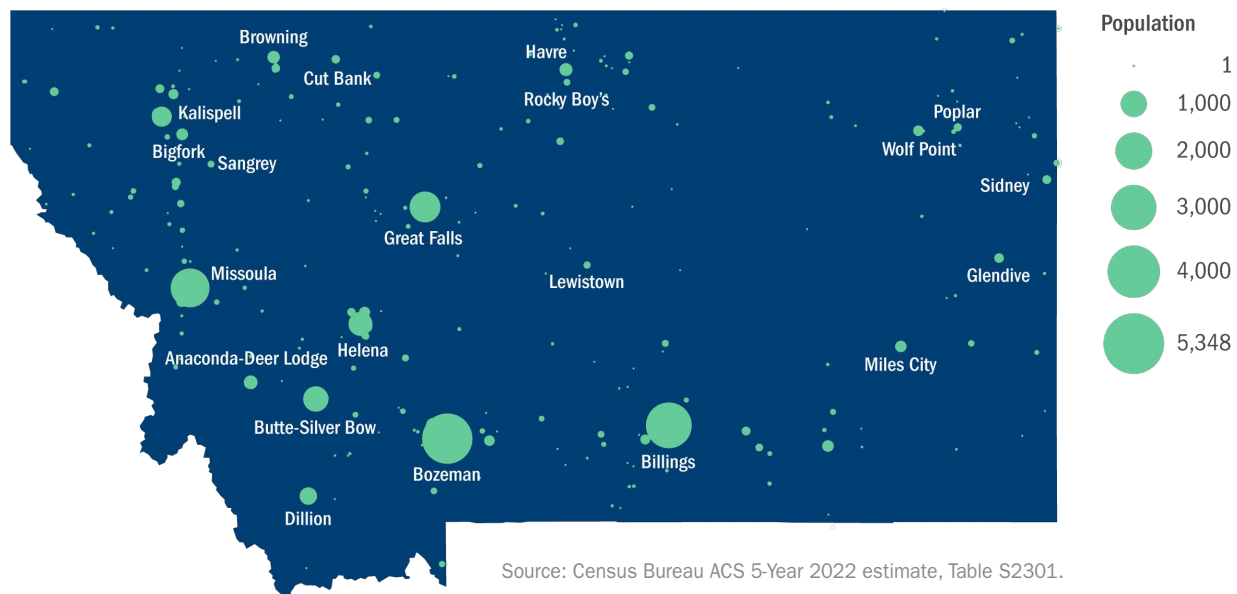 Population
1
1,000
2,000
3,000
4,000
5,348
Browning
Cut Bank
Havre
Rocky Boy's
Kalispell
Bigfork
Sangrey
Poplar
Wolf Point
Sidney
Great Falls
Missoula
Lewistown
Glendive
Helena
Anaconda-Deer Lodge
Miles City
Butte-Silver Bow
Bozeman
Billings
Dillion
Source: Census Bureau ACS 5-Year 2022 estimate, Table S2301.